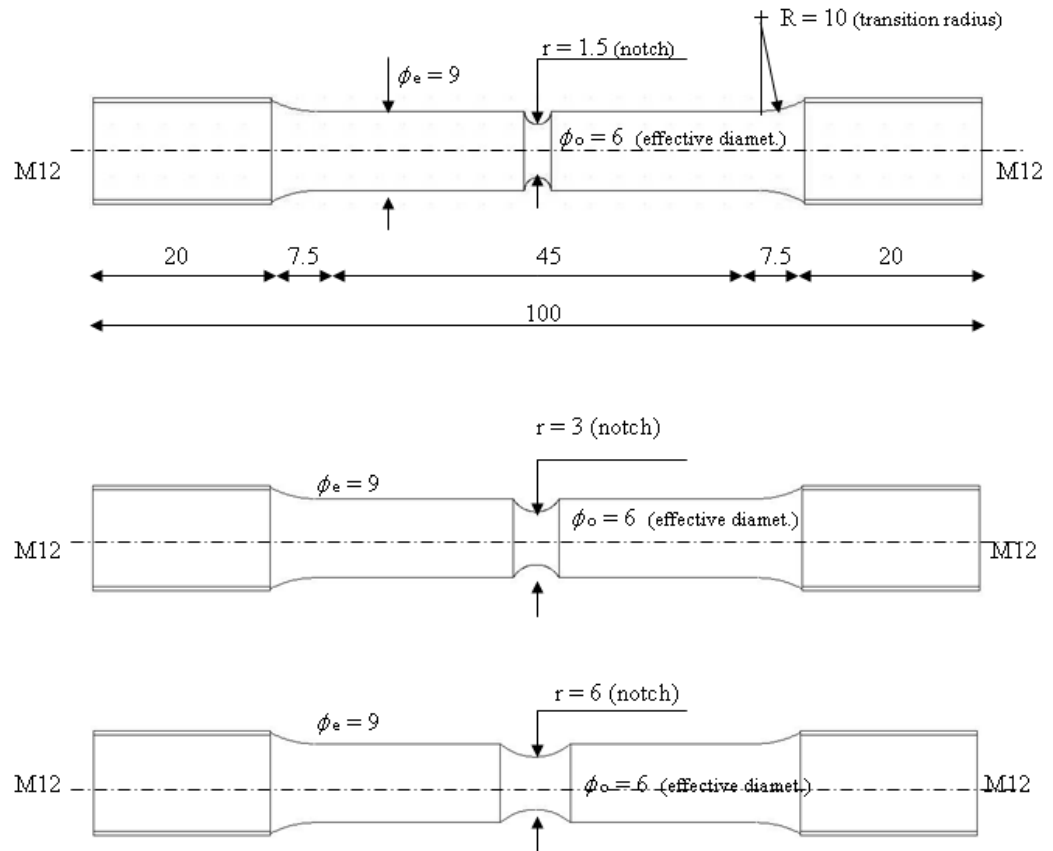 R = 10 (transition radius)
r = 1.5 (notch)
ϕe = 9
ϕo = 6 (effective diamet.)
M12
M12
20
7.5
45
7.5
20
100
r = 3 (notch)
ϕe = 9
ϕo = 6 (effective diamet.)
M12
M12
r = 6 (notch)
ϕe = 9
M12
ϕo = 6 (effective diamet.)
M12